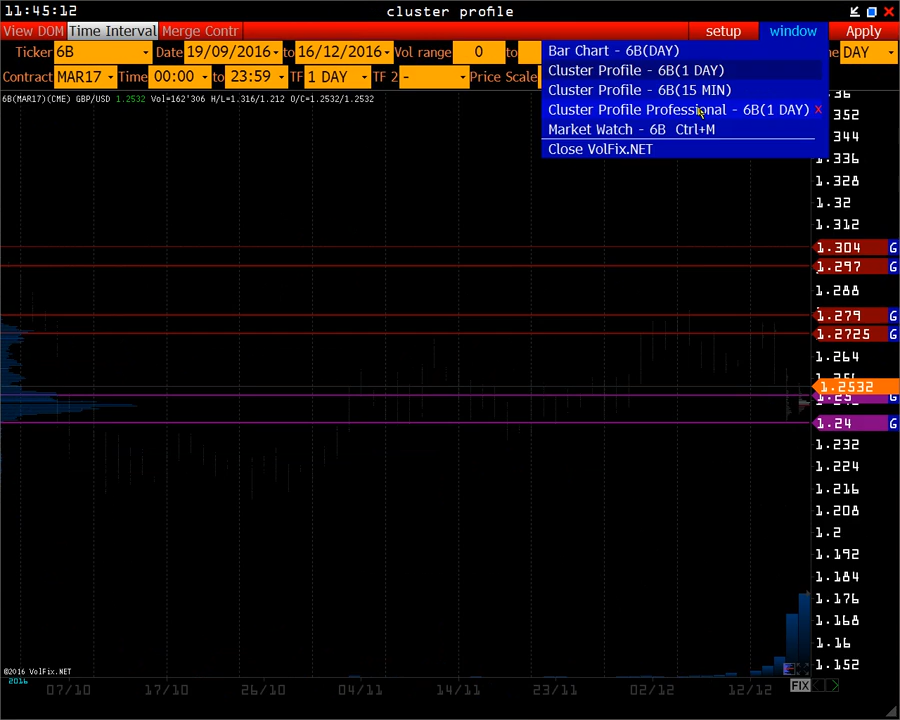 11:45:12 cluster profile
View DOM Time Interval Merge Contr setup window Apply
Ticker 6B Date 19/09/2016 to 16/12/2016 Vol range 0 to DAY
Contract MAR17 Time 00:00 to 23:59 TF 1 DAY TF 2 - Price Scale
Bar Chart - 6B(DAY)
Cluster Profile - 6B(1 DAY)
Cluster Profile - 6B(15 MIN)
Cluster Profile Professional - 6B(1 DAY) x
Market Watch - 6B Ctrl+M
Close VolFix.NET
6B(MAR17)(CME) GBP/USD 1.2532 Vol=162'306 H/L=1.316/1.212 O/C=1.2532/1.2532
1.336
1.328
1.32
1.312
1.304 G
1.297 G
1.288
1.279 G
1.2725 G
1.264
1.2532
G
1.24 G
1.232
1.224
1.216
1.208
1.2
1.192
1.184
1.176
1.168
1.16
1.152
©2016 VolFix.NET
2016
07/10 17/10 26/10 04/11 14/11 23/11 02/12 12/12 FIX